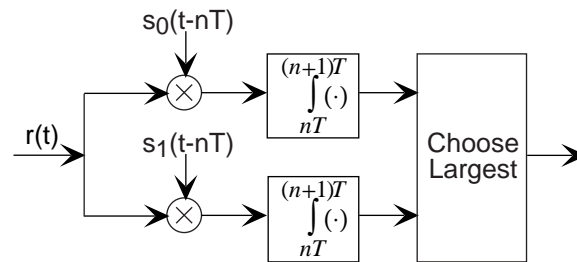 s₀(t-nT)
(n+1)T
∫(·)
nT
×
r(t)
s₁(t-nT)
(n+1)T
∫(·)
nT
×
Choose
Largest